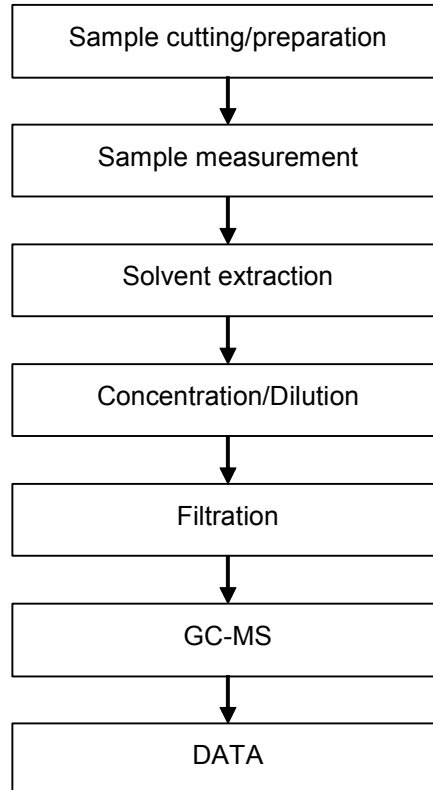 Sample cutting/preparation
Sample measurement
Solvent extraction
Concentration/Dilution
Filtration
GC-MS
DATA